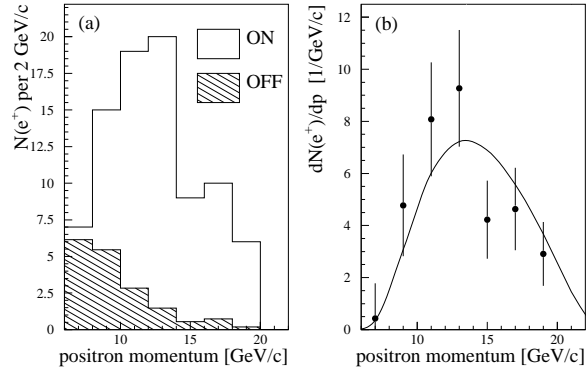 (a)
ON
OFF
N(e+) per 2 GeV/c
20
17.5
15
12.5
10
7.5
5
2.5
0
10
15
20
positron momentum [GeV/c]
(b)
dN(e+)/dp [1/GeV/c]
12
10
8
6
4
2
0
10
15
20
positron momentum [GeV/c]